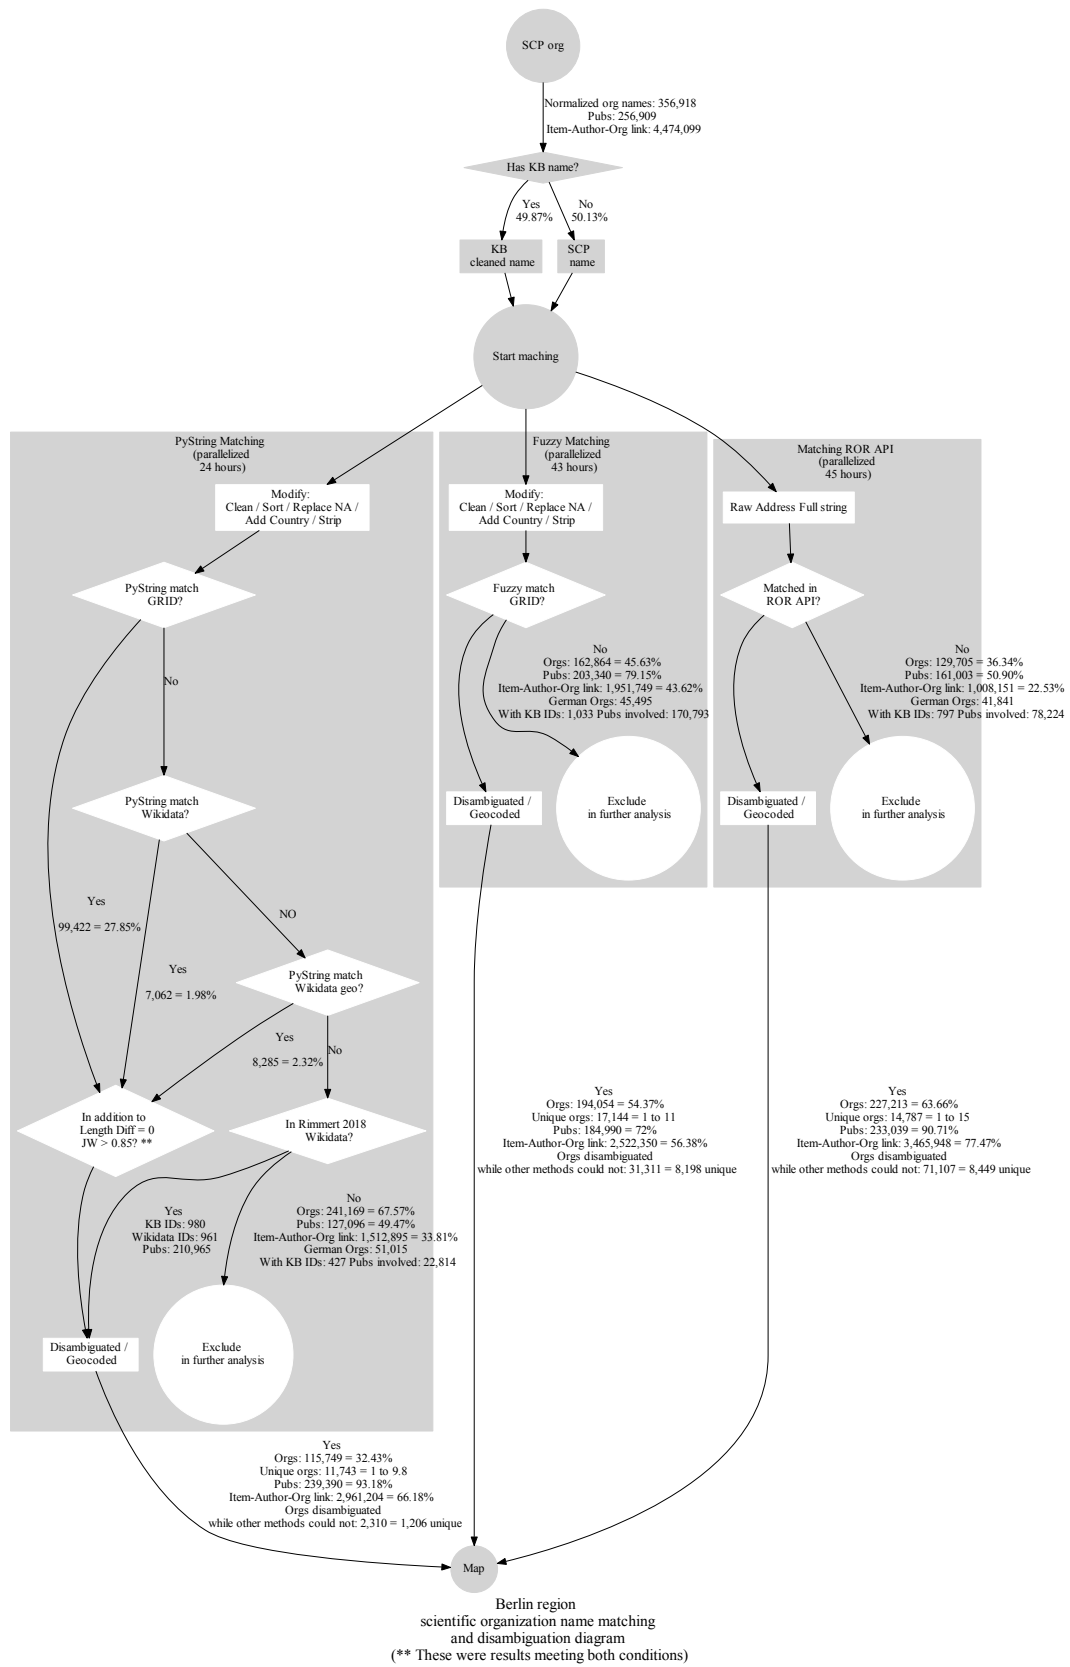 SCP org
Normalized org names: 356,918
Pubs: 256,909
Item-Author-Org link: 4,474,099
Has KB name?
Yes
49.87%
No
50.13%
KB
cleaned name
SCP
name
Start maching
PyString Matching
(parallelized
24 hours)
Modify:
Clean / Sort / Replace NA /
Add Country / Strip
PyString match
GRID?
No
PyString match
Wikidata?
Yes
99,422 = 27.85%
NO
Yes
7,062 = 1.98%
PyString match
Wikidata geo?
Yes
8,285 = 2.32%
No
In addition to
Length Diff = 0
JW > 0.85? **
In Rimmert 2018
Wikidata?
Yes
KB IDs: 980
Wikidata IDs: 961
Pubs: 210,965
No
Orgs: 241,169 = 67.57%
Pubs: 127,096 = 49.47%
Item-Author-Org link: 1,512,895 = 33.81%
German Orgs: 51,015
With KB IDs: 427 Pubs involved: 22,814
Disambiguated /
Geocoded
Exclude
in further analysis
Yes
Orgs: 115,749 = 32.43%
Unique orgs: 11,743 = 1 to 9.8
Pubs: 239,390 = 93.18%
Item-Author-Org link: 2,961,204 = 66.18%
Orgs disambiguated
while other methods could not: 2,310 = 1,206 unique
Fuzzy Matching
(parallelized
43 hours)
Modify:
Clean / Sort / Replace NA /
Add Country / Strip
Fuzzy match
GRID?
No
Orgs: 162,864 = 45.63%
Pubs: 203,340 = 79.15%
Item-Author-Org link: 1,951,749 = 43.62%
German Orgs: 45,495
With KB IDs: 1,033 Pubs involved: 170,793
Disambiguated /
Geocoded
Exclude
in further analysis
Yes
Orgs: 194,054 = 54.37%
Unique orgs: 17,144 = 1 to 11
Pubs: 184,990 = 72%
Item-Author-Org link: 2,522,350 = 56.38%
Orgs disambiguated
while other methods could not: 31,311 = 8,198 unique
Matching ROR API
(parallelized
45 hours)
Raw Address Full string
Matched in
ROR API?
No
Orgs: 129,705 = 36.34%
Pubs: 161,003 = 50.90%
Item-Author-Org link: 1,008,151 = 22.53%
German Orgs: 41,841
With KB IDs: 797 Pubs involved: 78,224
Disambiguated /
Geocoded
Exclude
in further analysis
Yes
Orgs: 227,213 = 63.66%
Unique orgs: 14,787 = 1 to 15
Pubs: 233,039 = 90.71%
Item-Author-Org link: 3,465,948 = 77.47%
Orgs disambiguated
while other methods could not: 71,107 = 8,449 unique
Map
Berlin region
scientific organization name matching
and disambiguation diagram
(** These were results meeting both conditions)